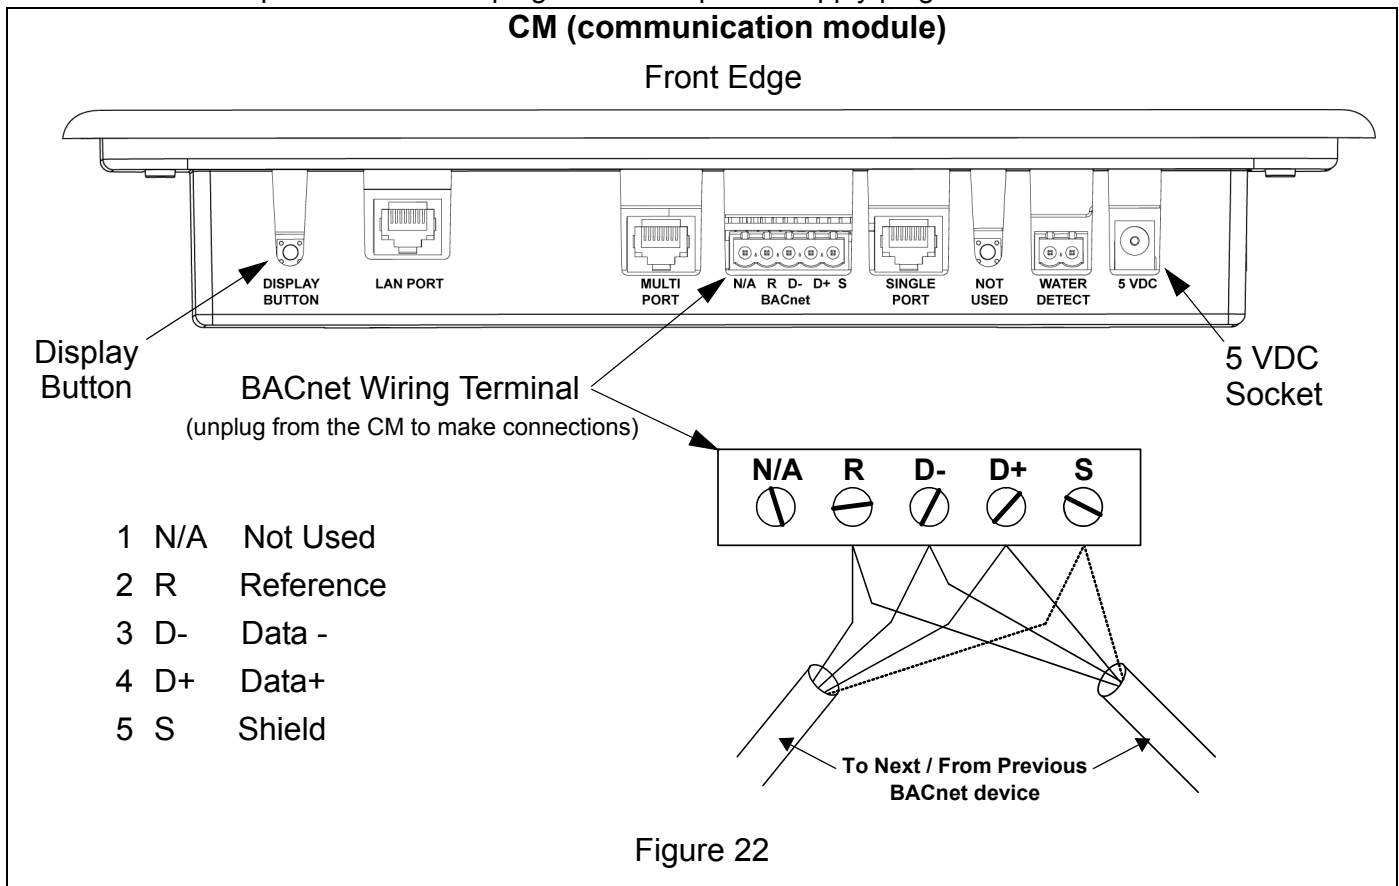 CM (communication module)
Front Edge
DISPLAY
BUTTON
LAN PORT
MULTI
PORT
N/A R D- D+ S
BACnet
SINGLE
PORT
NOT
USED
WATER
DETECT
5 VDC
Display
Button
BACnet Wiring Terminal
(unplug from the CM to make connections)
5 VDC
Socket
N/A R D- D+ S
1 N/A Not Used
2 R Reference
3 D- Data -
4 D+ Data+
5 S Shield
To Next / From Previous
BACnet device
Figure 22